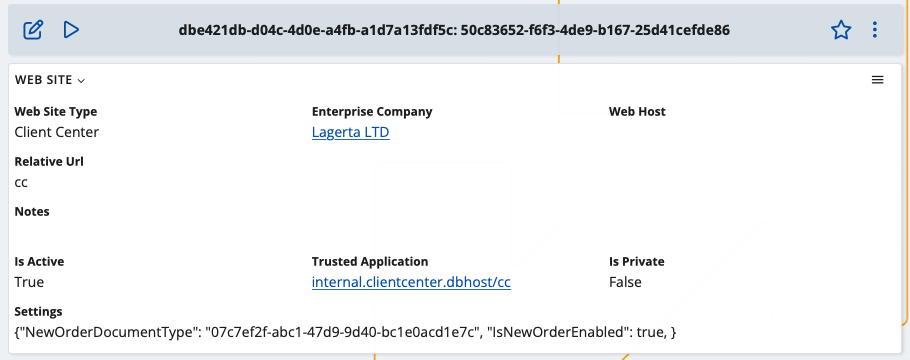 dbe421db-d04c-4d0e-a4fb-a1d7a13fdf5c: 50c83652-f6f3-4de9-b167-25d41cefde86
WEB SITE
Web Site Type Enterprise Company Web Host
Client Center Lagerta LTD
Relative Url
cc
Notes
Is Active Trusted Application Is Private
True internal.clientcenter.dbhost/cc False
Settings
{"NewOrderDocumentType": "07c7ef2f-abc1-47d9-9d40-bc1e0acd1e7c", "IsNewOrderEnabled": true, }